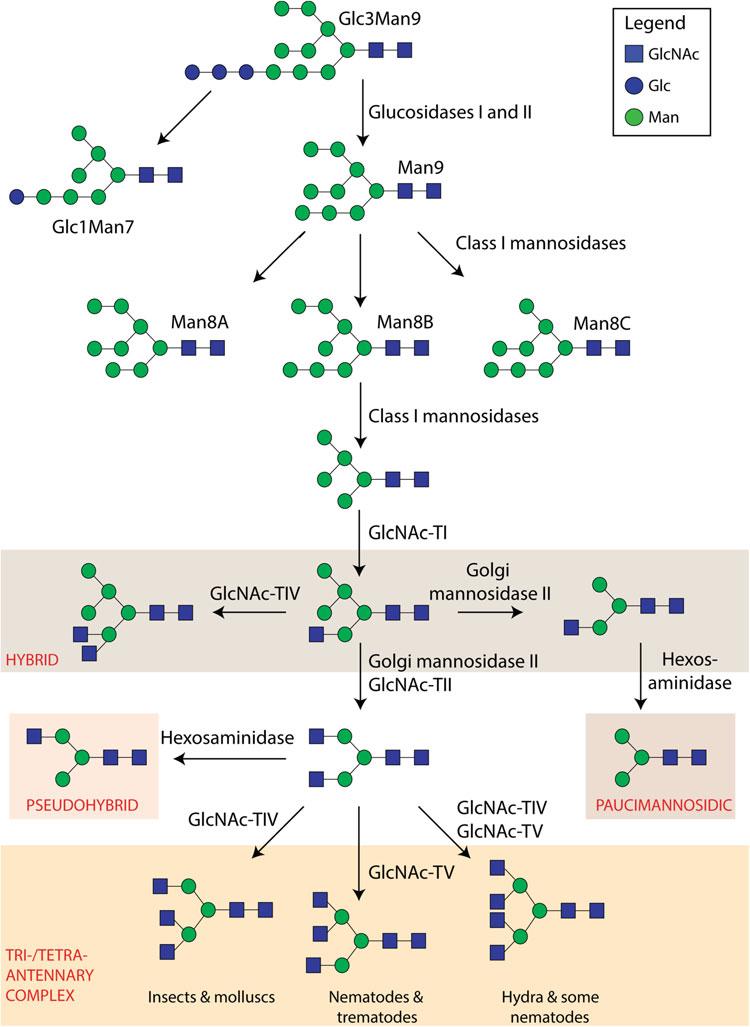 Glc3Man9
Legend
GlcNAc
Glc
Man
Glucosidases I and II
Man9
Glc1Man7
Class I mannosidases
Man8A
Man8B
Man8C
Class I mannosidases
GlcNAc-TI
GlcNAc-TIV
Golgi
mannosidase II
HYBRID
Golgi mannosidase II
GlcNAc-TII
Hexos-
aminidase
Hexosaminidase
PSEUDOHYBRID
PAUCIMANNOSIDIC
GlcNAc-TIV
GlcNAc-TIV
GlcNAc-TV
GlcNAc-TV
TRI-/TETRA-
ANTENNARY
COMPLEX
Insects & molluscs
Nematodes &
trematodes
Hydra & some
nematodes